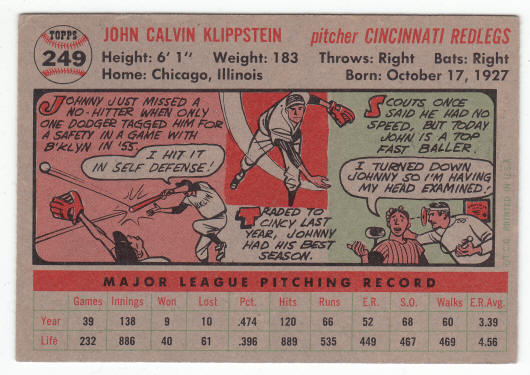 TOPPS
249
JOHN CALVIN KLIPPSTEIN pitcher CINCINNATI REDLEGS
Height: 6' 1" Weight: 183 Throws: Right Bats: Right
Home: Chicago, Illinois Born: October 17, 1927
JOHNNY JUST MISSED A
NO-HITTER WHEN ONLY
ONE DODGER TAGGED HIM FOR
A SAFETY IN A GAME WITH
B'KLYN IN '55.
I HIT IT
IN SELF DEFENSE!
TRADED TO
CINCY LAST
YEAR, JOHNNY
HAD HIS BEST
SEASON.
SCOUTS ONCE
SAID HE HAD NO
SPEED, BUT TODAY
JOHN IS A TOP
FAST BALLER.
I TURNED DOWN
JOHNNY SO I'M HAVING
MY HEAD EXAMINED!
PRINTED IN U.S.A.
MAJOR LEAGUE PITCHING RECORD
Games Innings Won Lost Pct. Hits Runs E.R. S.O. Walks E.R.Avg.
Year 39 138 9 10 .474 120 66 52 68 60 3.39
Life 232 886 40 61 .396 889 535 449 467 469 4.56